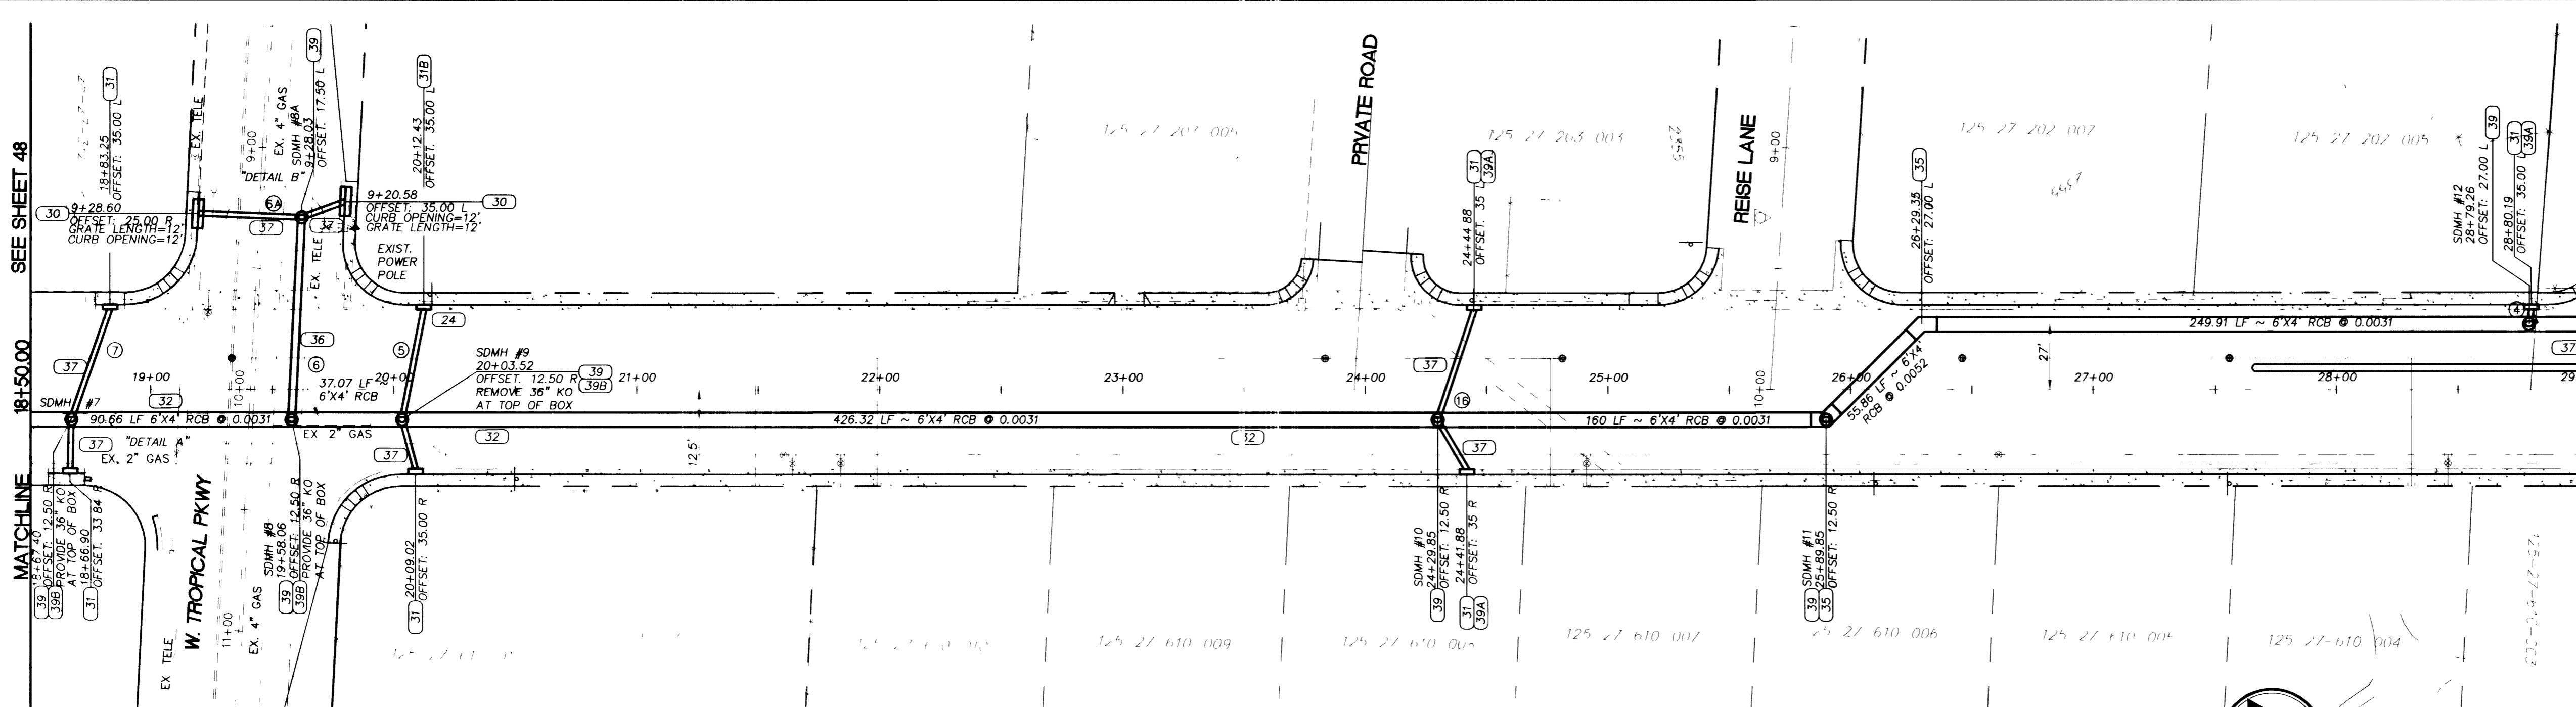 SEE SHEET 48
18+50.00
MATCHLINE
31
18+83.25
OFFSET: 35.00 L
EX. TELE
9+00
EX. 4" GAS
"DETAIL B"
39
SDMH #8A
9+28.03
OFFSET. 17.50 L
31B
20+12.43
OFFSET: 35.00 L
30
9+28.60
OFFSET: 25.00 R
GRATE LENGTH=12'
CURB OPENING=12'
6A
37
9+20.58
OFFSET: 35.00 L
CURB OPENING=12'
GRATE LENGTH=12'
30
EXIST.
POWER
POLE
EX. TELE
24
7
37
36
6
5
19+00
32
10+00
37.07 LF ~
6'X4' RCB
20+00
SDMH #9
20+03.52
OFFSET. 12.50 R
REMOVE 36" KO
AT TOP OF BOX
39
39B
21+00
22+00
23+00
24+00
25+00
26+00
27+00
28+00
29
SDMH #7
90.66 LF 6'X4' RCB @ 0.0031
EX 2" GAS
"DETAIL A"
EX. 2" GAS
37
37
32
426.32 LF ~ 6'X4' RCB @ 0.0031
32
12.5'
PRVATE ROAD
125 27 203 003
31
39A
24+44 88
OFFSET. 35 L
37
16
37
160 LF ~ 6'X4' RCB @ 0.0031
REISE LANE
9+00
10+00
125 27 202 007
125 27 202 005
35
26+29.35
OFFSET: 27.00 L
55.86 LF ~ 6'X4'
RCB @ 0.0052
249.91 LF ~ 6'X4' RCB @ 0.0031
27'
39
SDMH #12
28+79.26
OFFSET: 27.00 L
31
39A
28+80.19
OFFSET: 35.00 L
4
37
18+67.40
OFFSET: 12.50 R
PROVIDE 36" KO
AT TOP OF BOX
39
39B
18+66.90
OFFSET. 33 84 R
31
W. TROPICAL PKWY
EX TELE
11+00
EX. 4" GAS
SDMH #8
19+58.06
OFFSET: 12.50 R
PROVIDE 36" KO
AT TOP OF BOX
39
39B
20+09.02
OFFSET: 35.00 R
31
SDMH #10
24+29.85
OFFSET: 12.50 R
39
24+41.88
OFFSET: 35 R
31
39A
SDMH #11
25+89.85
OFFSET: 12.50 R
39
35
125 27 610 009
125 27 610 007
25 27 610 006
125 27-610 004
125-27-610-003